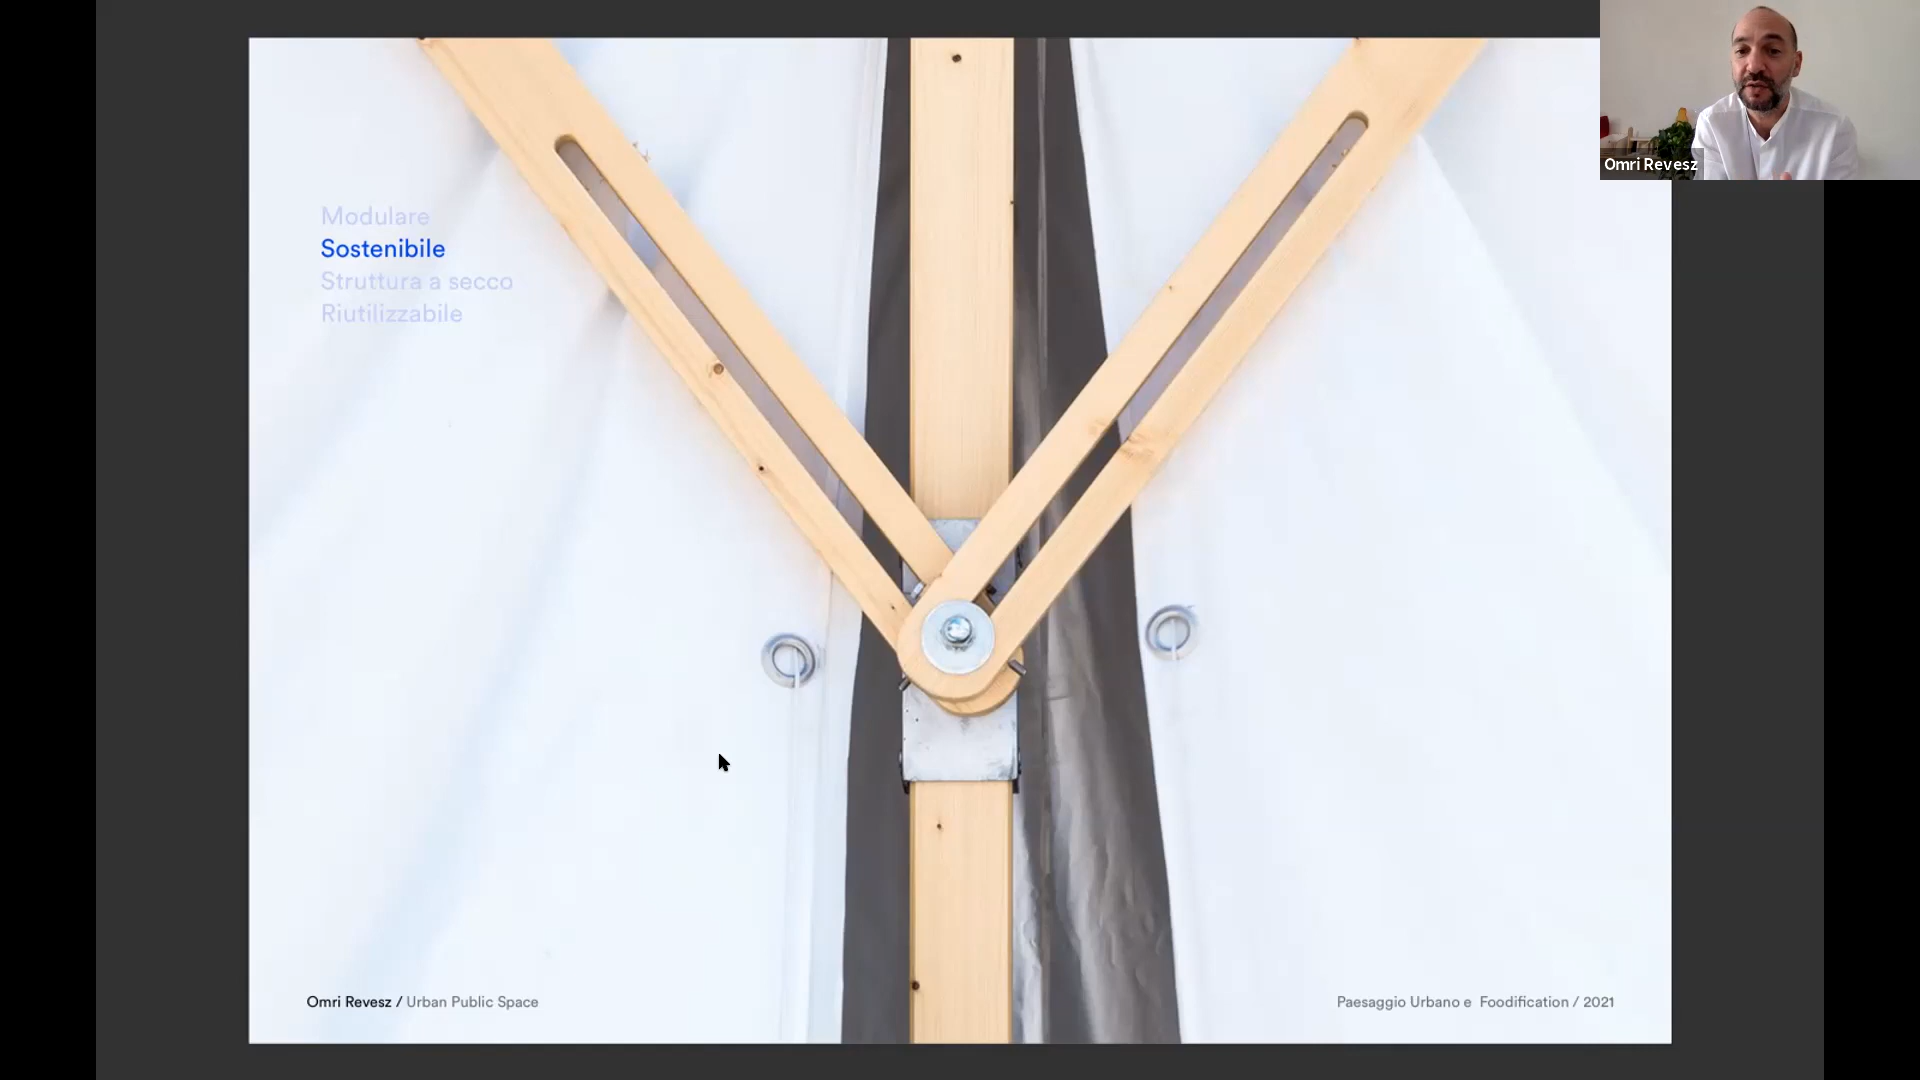 Omri Revesz
Modulare
Sostenibile
Struttura a secco
Riutilizzabile
Omri Revesz / Urban Public Space
Paesaggio Urbano e Foodification / 2021